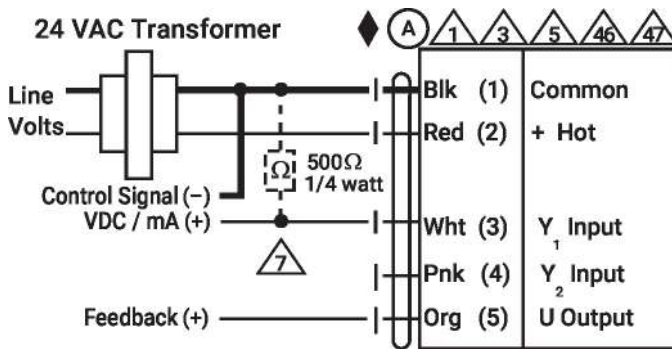 24 VAC Transformer
A 1 3 5 46 47
Line
Volts
Blk (1) Common
Red (2) + Hot
Ω 500Ω
1/4 watt
Control Signal (−)
VDC / mA (+)
Wht (3) Y1 Input
7
Pnk (4) Y2 Input
Feedback (+)
Org (5) U Output